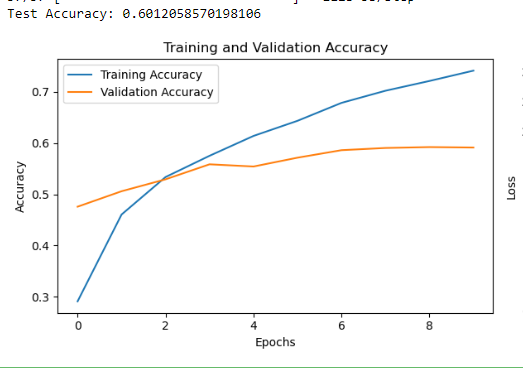 Test Accuracy: 0.6012058570198106
Training and Validation Accuracy
Training Accuracy
Validation Accuracy
0.7
0.6
0.5
0.4
0.3
Accuracy
0
2
4
6
8
Epochs
Loss